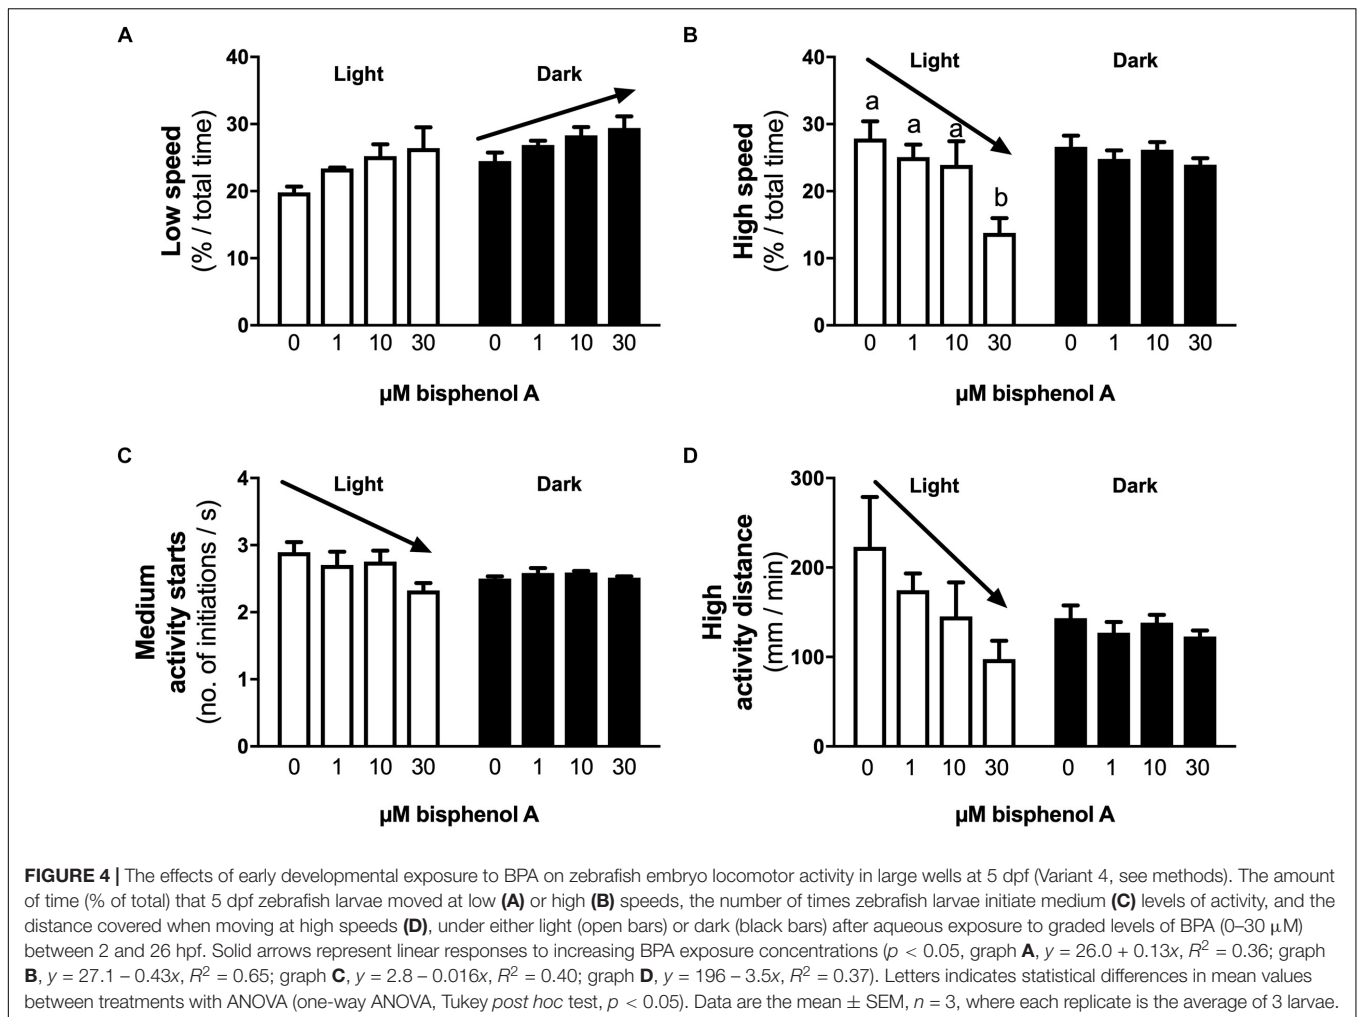 A
Low speed
(% / total time)
40
30
20
10
0
Light
Dark
0 1 10 30 0 1 10 30
µM bisphenol A
B
High speed
(% / total time)
40
30
20
10
0
Light
Dark
a
a
a
b
0 1 10 30 0 1 10 30
µM bisphenol A
C
Medium
activity starts
(no. of initiations / s)
4
3
2
1
0
Light
Dark
0 1 10 30 0 1 10 30
µM bisphenol A
D
High
activity distance
(mm / min)
300
200
100
0
Light
Dark
0 1 10 30 0 1 10 30
µM bisphenol A
FIGURE 4 | The effects of early developmental exposure to BPA on zebrafish embryo locomotor activity in large wells at 5 dpf (Variant 4, see methods). The amount
of time (% of total) that 5 dpf zebrafish larvae moved at low (A) or high (B) speeds, the number of times zebrafish larvae initiate medium (C) levels of activity, and the
distance covered when moving at high speeds (D), under either light (open bars) or dark (black bars) after aqueous exposure to graded levels of BPA (0–30 µM)
between 2 and 26 hpf. Solid arrows represent linear responses to increasing BPA exposure concentrations (p < 0.05, graph A, y = 26.0 + 0.13x, R² = 0.36; graph
B, y = 27.1 – 0.43x, R² = 0.65; graph C, y = 2.8 – 0.016x, R² = 0.40; graph D, y = 196 – 3.5x, R² = 0.37). Letters indicates statistical differences in mean values
between treatments with ANOVA (one-way ANOVA, Tukey post hoc test, p < 0.05). Data are the mean ± SEM, n = 3, where each replicate is the average of 3 larvae.